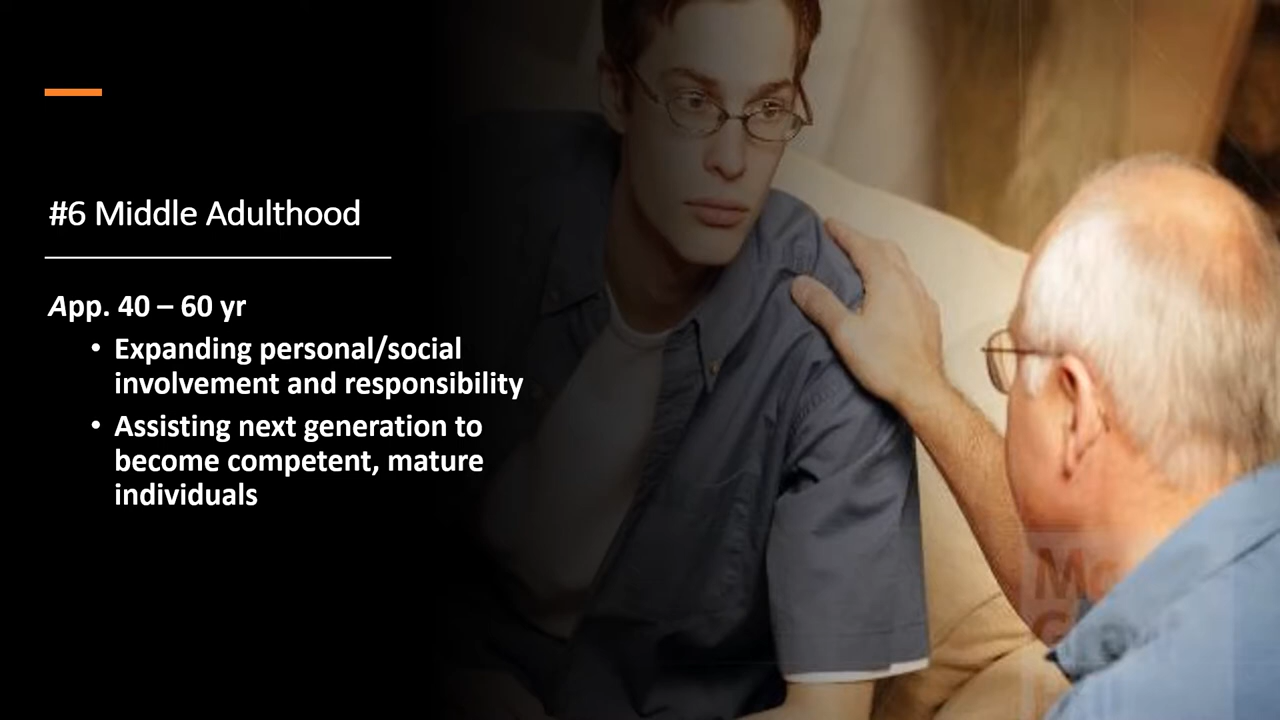 #6 Middle Adulthood
App. 40 – 60 yr
• Expanding personal/social
involvement and responsibility
• Assisting next generation to
become competent, mature
individuals